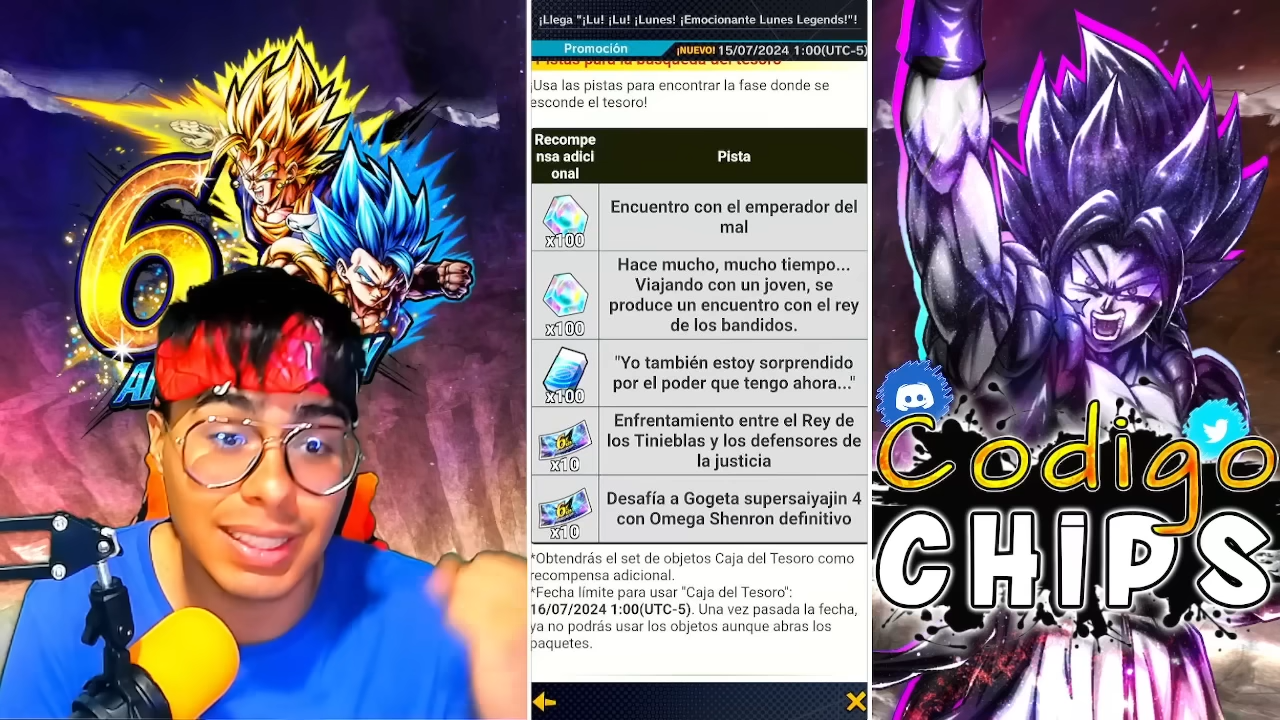 6
¡Llega "¡Lu! ¡Lu! ¡Lunes! ¡Emocionante Lunes Legends!"!
Promoción
¡NUEVO! 15/07/2024 1:00(UTC-5)
Pistas para la búsqueda del tesoro
¡Usa las pistas para encontrar la fase donde se
esconde el tesoro!
Recompe
nsa adici
onal
Pista
x100
Encuentro con el emperador del
mal
x100
Hace mucho, mucho tiempo...
Viajando con un joven, se
produce un encuentro con el rey
de los bandidos.
x100
"Yo también estoy sorprendido
por el poder que tengo ahora..."
x10
Enfrentamiento entre el Rey de
los Tinieblas y los defensores de
la justicia
x10
Desafía a Gogeta supersaiyajin 4
con Omega Shenron definitivo
*Obtendrás el set de objetos Caja del Tesoro como
recompensa adicional.
*Fecha límite para usar "Caja del Tesoro":
16/07/2024 1:00(UTC-5). Una vez pasada la fecha,
ya no podrás usar los objetos aunque abras los
paquetes.
Codigo
CHIPS